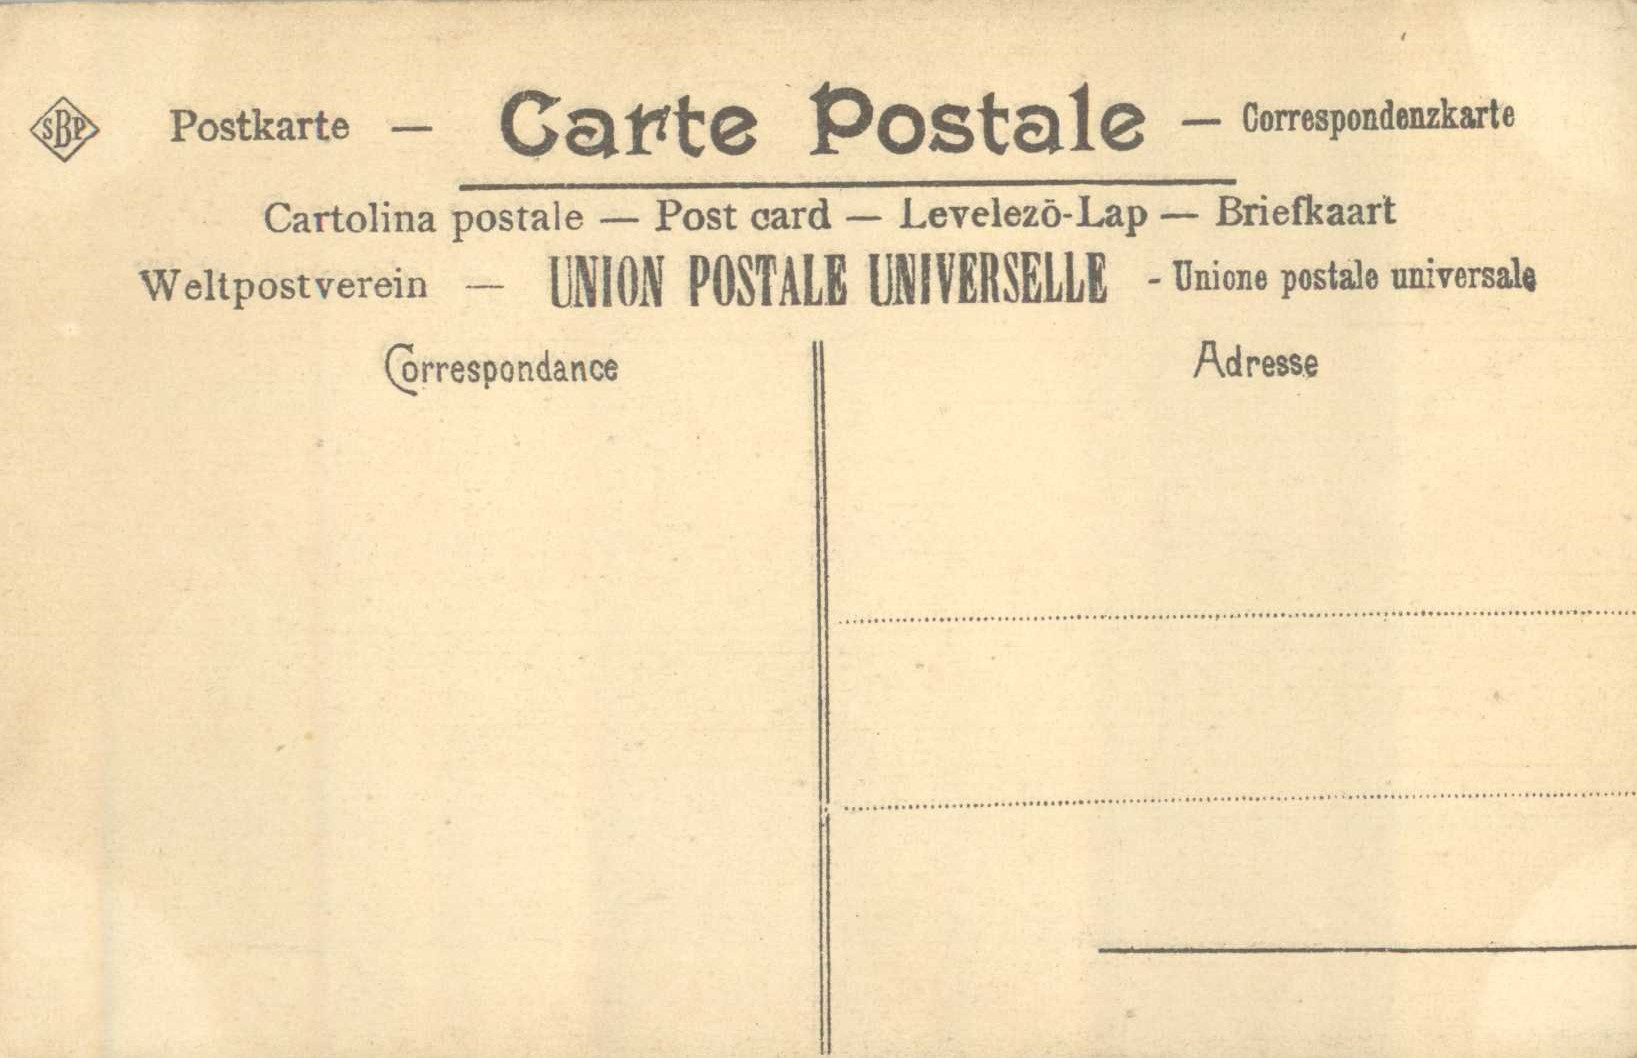 SBP Postkarte — Carte Postale — Correspondenzkarte
Cartolina postale — Post card — Levelezō-Lap — Briefkaart
Weltpostverein — UNION POSTALE UNIVERSELLE - Unione postale universale
Correspondance
Adresse